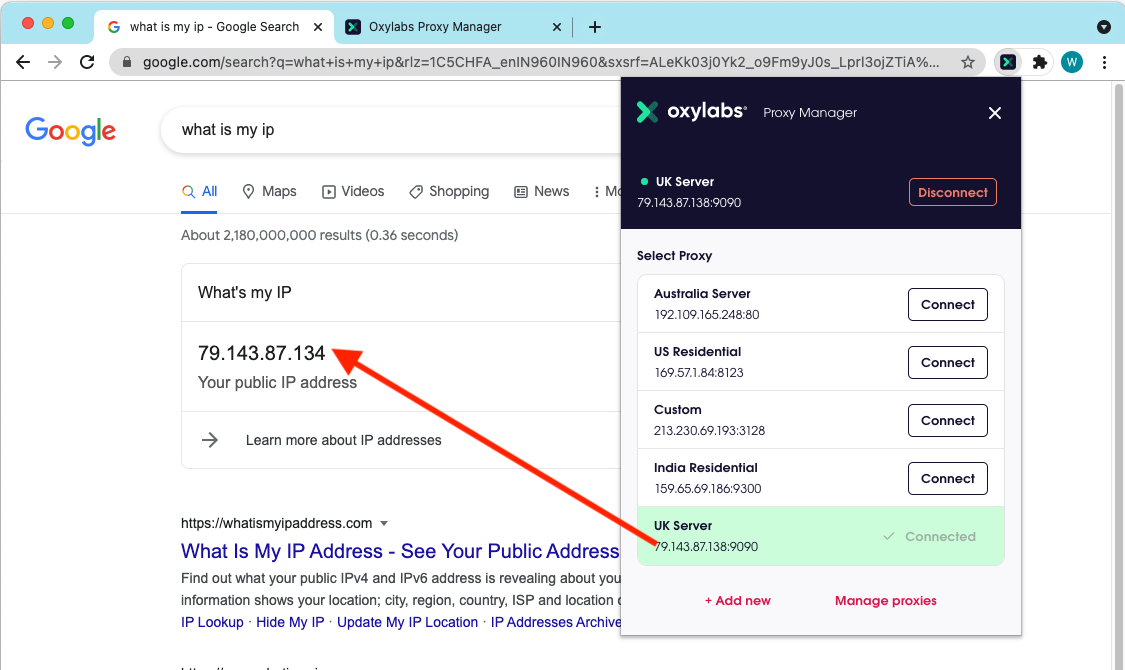 what is my ip - Google Search
Oxylabs Proxy Manager
google.com/search?q=what+is+my+ip&rlz=1C5CHFA_enIN960IN960&sxsrf=ALeKk03j0Yk2_o9Fm9yJ0s_LprI3ojZTiA%...
W
Google
what is my ip
All
Maps
Videos
Shopping
News
About 2,180,000,000 results (0.36 seconds)
What's my IP
79.143.87.134
Your public IP address
Learn more about IP addresses
https://whatismyipaddress.com
What Is My IP Address - See Your Public Address
Find out what your public IPv4 and IPv6 address is revealing about you
information shows your location; city, region, country, ISP and location
IP Lookup · Hide My IP · Update My IP Location · IP Addresses Archive
oxylabs® Proxy Manager
UK Server
79.143.87.138:9090
Disconnect
Select Proxy
Australia Server
192.109.165.248:80
Connect
US Residential
169.57.1.84:8123
Connect
Custom
213.230.69.193:3128
Connect
India Residential
159.65.69.186:9300
Connect
UK Server
79.143.87.138:9090
Connected
+ Add new
Manage proxies